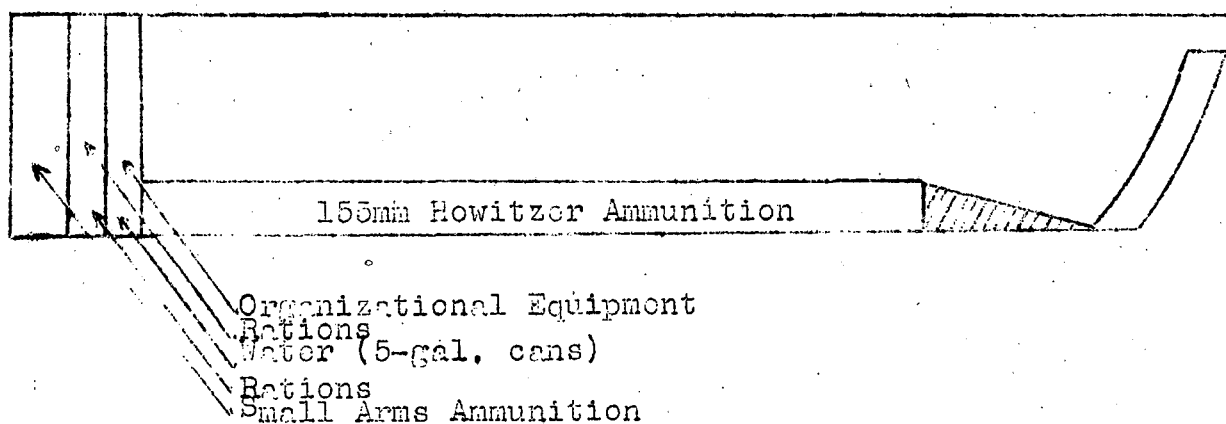 155mm Howitzer Ammunition
Organizational Equipment
Rations
Water (5-gal. cans)
Rations
Small Arms Ammunition